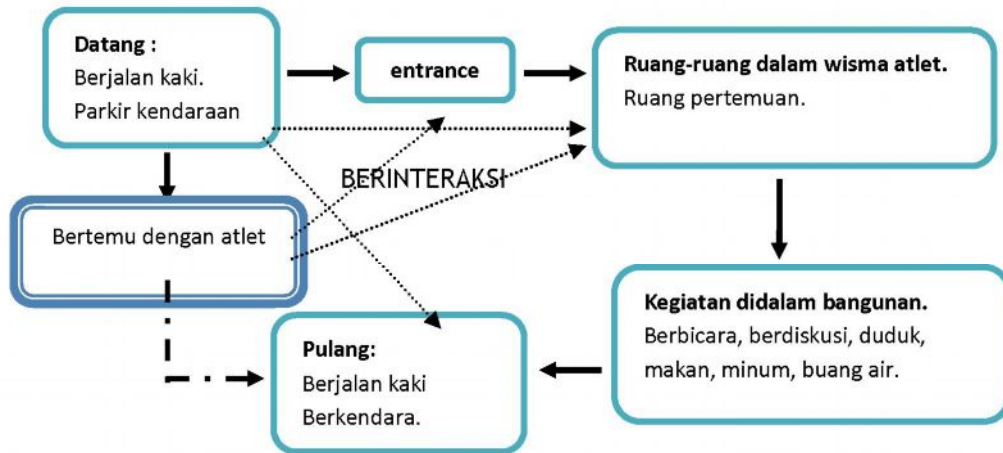 Datang :
Berjalan kaki.
Parkir kendaraan
entrance
Ruang-ruang dalam wisma atlet.
Ruang pertemuan.
BERINTERAKSI
Bertemu dengan atlet
Kegiatan didalam bangunan.
Berbicara, berdiskusi, duduk,
makan, minum, buang air.
Pulang:
Berjalan kaki
Berkendara.